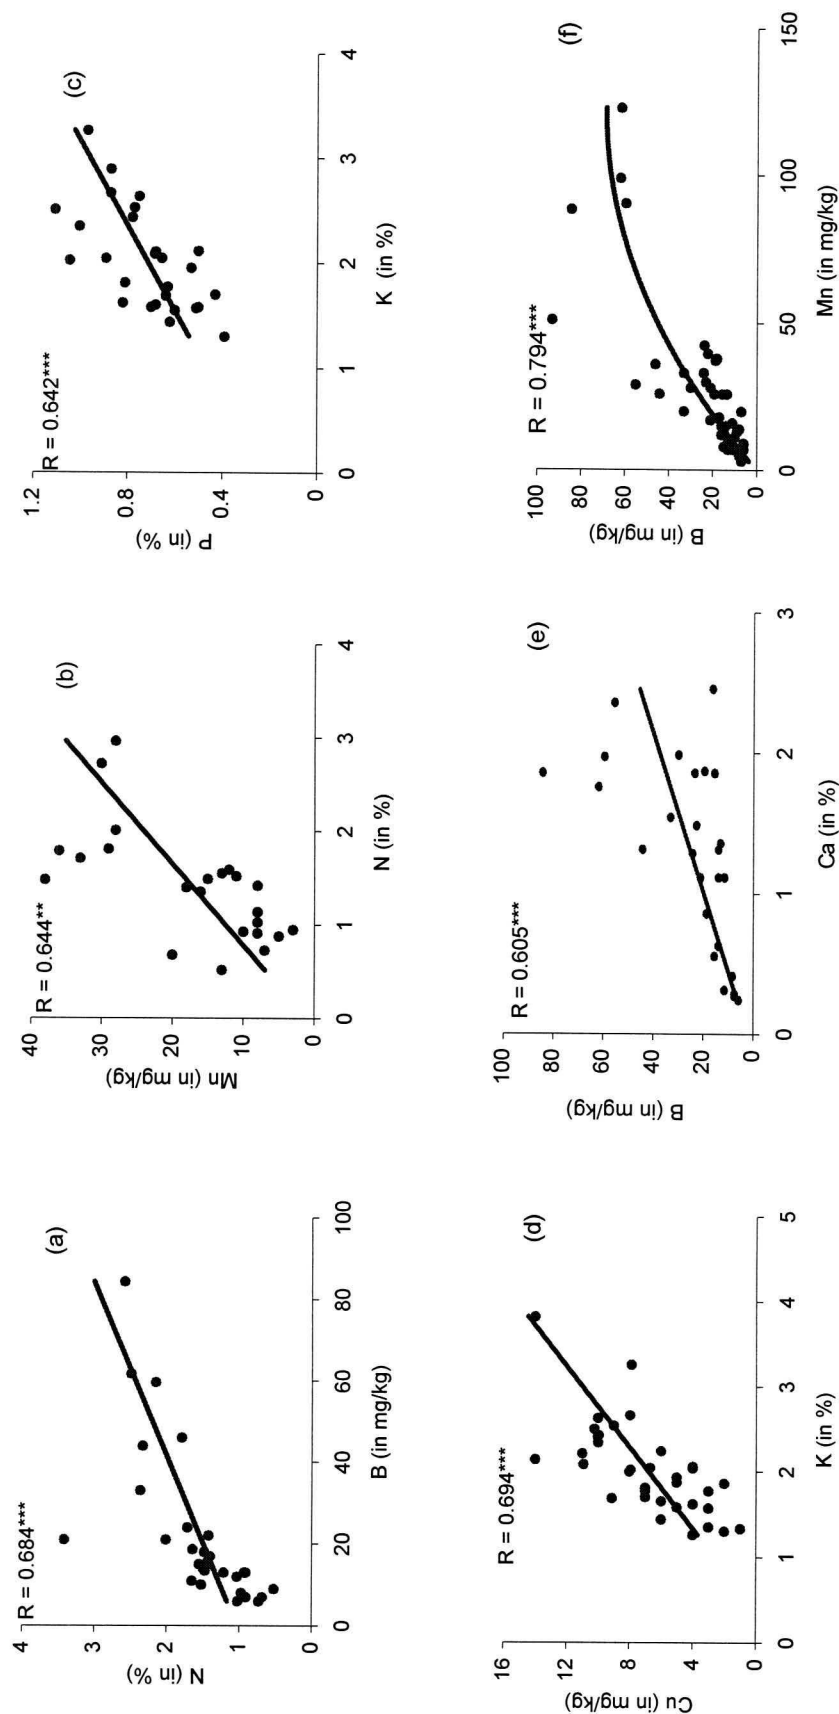 (a)
R = 0.684***
N (in %)
4
3
2
1
0
0
20
40
60
80
100
B (in mg/kg)
(b)
R = 0.644**
Mn (in mg/kg)
40
30
20
10
0
0
1
2
3
4
N (in %)
(c)
R = 0.642***
P (in %)
1.2
0.8
0.4
0
0
1
2
3
4
K (in %)
(d)
R = 0.694***
Cu (in mg/kg)
16
12
8
4
0
0
1
2
3
4
5
K (in %)
(e)
R = 0.605***
B (in mg/kg)
100
80
60
40
20
0
0
1
2
3
Ca (in %)
(f)
R = 0.794***
B (in mg/kg)
100
80
60
40
20
0
0
50
100
150
Mn (in mg/kg)